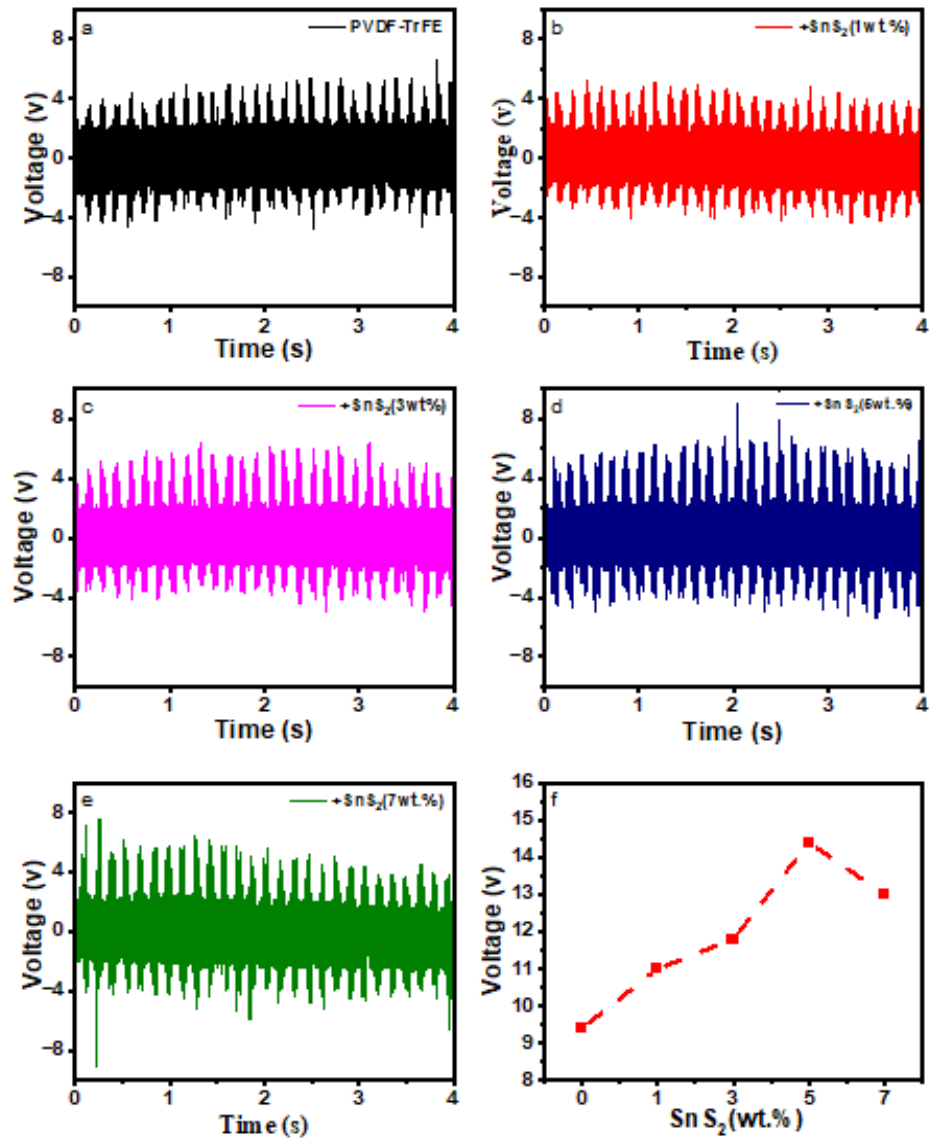 a
PVDF-TrFE
8
4
0
−4
−8
Voltage (v)
0 1 2 3 4
Time (s)
b
+SnS2(1wt.%)
8
4
0
−4
−8
Voltage (v)
0 1 2 3 4
Time (s)
c
+SnS2(3wt%)
8
4
0
−4
−8
Voltage (v)
0 1 2 3 4
Time (s)
d
+SnS2(5wt.%)
8
4
0
−4
−8
Voltage (v)
0 1 2 3 4
Time (s)
e
+SnS2(7wt.%)
8
4
0
−4
−8
Voltage (v)
0 1 2 3 4
Time (s)
f
16
15
14
13
12
11
10
9
8
Voltage (v)
0 1 3 5 7
SnS2(wt.%)